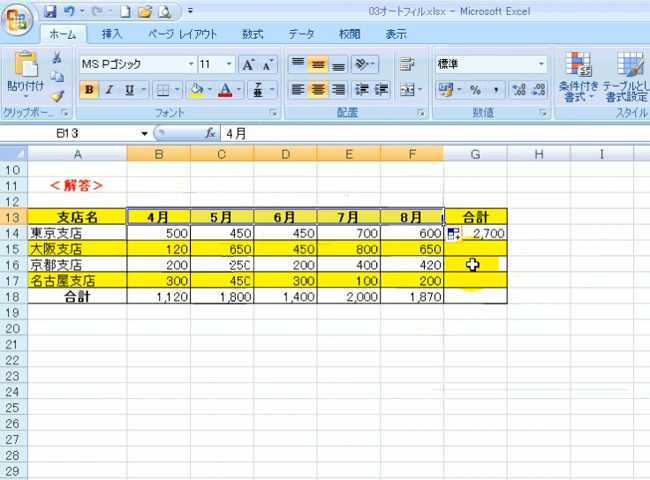 03オートフィル.xlsx - Microsoft Excel
ホーム 挿入 ページ レイアウト 数式 データ 校閲 表示
MS Pゴシック 11 A A 標準
貼り付け B I U A % , 条件付き書式 テーブルとし書式設定
クリップボー... フォント 配置 数値 スタイル
B13 fx 4月
A B C D E F G H I
10
11 <解答>
12
13 支店名 4月 5月 6月 7月 8月 合計
14 東京支店 500 450 450 700 600 2,700
15 大阪支店 120 650 450 800 650
16 京都支店 200 250 200 400 420
17 名古屋支店 300 450 300 100 200
18 合計 1,120 1,800 1,400 2,000 1,870
19
20
21
22
23
24
25
26
27
28
29